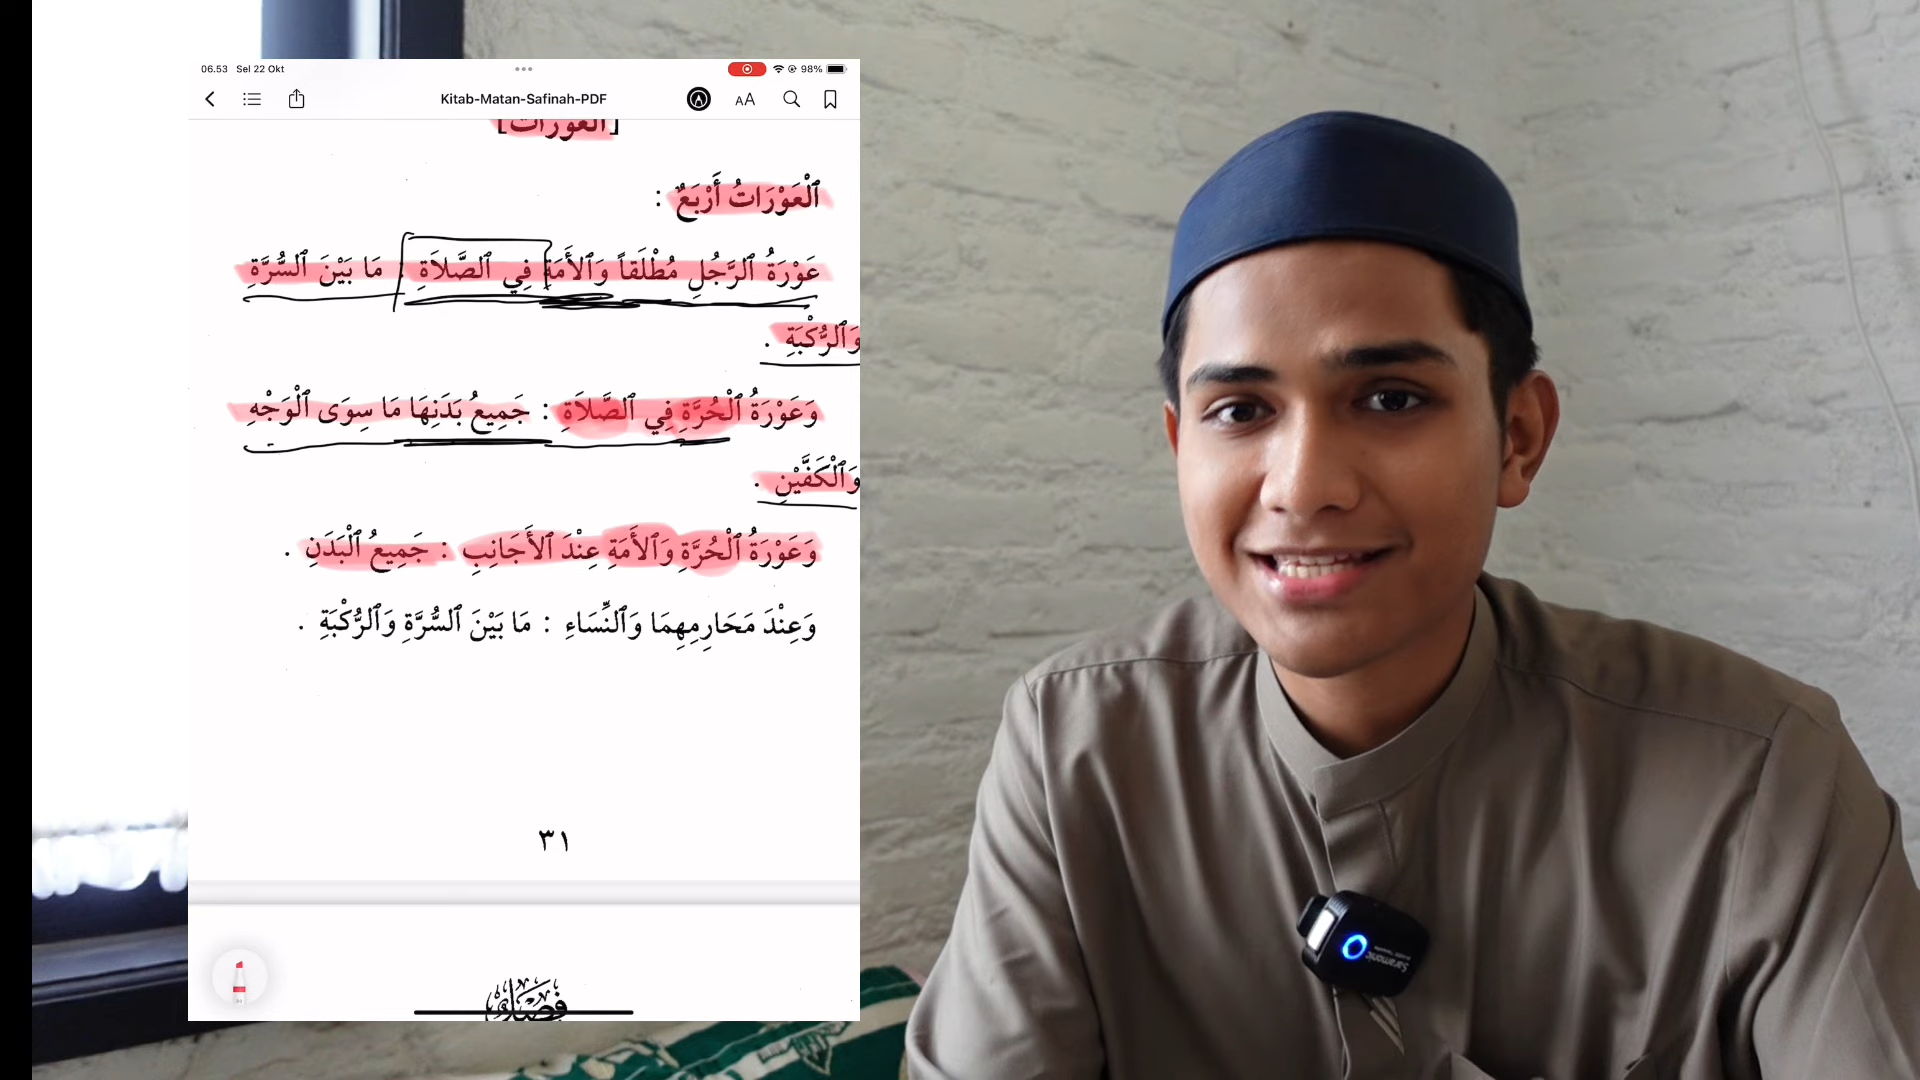 06.53 Sel 22 Okt
98%
Kitab-Matan-Safinah-PDF
AA
[العورات]
ٱلْعَوْرَاتُ أَرْبَعٌ :
عَوْرَةُ ٱلرَّجُلِ مُطْلَقاً وَٱلأَمَةِ فِي ٱلصَّلاَةِ : مَا بَيْنَ ٱلسُّرَّةِ
وَٱلرُّكْبَةِ .
وَعَوْرَةُ ٱلْحُرَّةِ فِي ٱلصَّلاَةِ : جَمِيعُ بَدَنِهَا مَا سِوَى ٱلْوَجْهِ
وَٱلْكَفَّيْنِ .
وَعَوْرَةُ ٱلْحُرَّةِ وَٱلأَمَةِ عِنْدَ ٱلأَجَانِبِ : جَمِيعُ ٱلْبَدَنِ .
وَعِنْدَ مَحَارِمِهِمَا وَٱلنِّسَاءِ : مَا بَيْنَ ٱلسُّرَّةِ وَٱلرُّكْبَةِ .
٣١
فصل
Saramonic